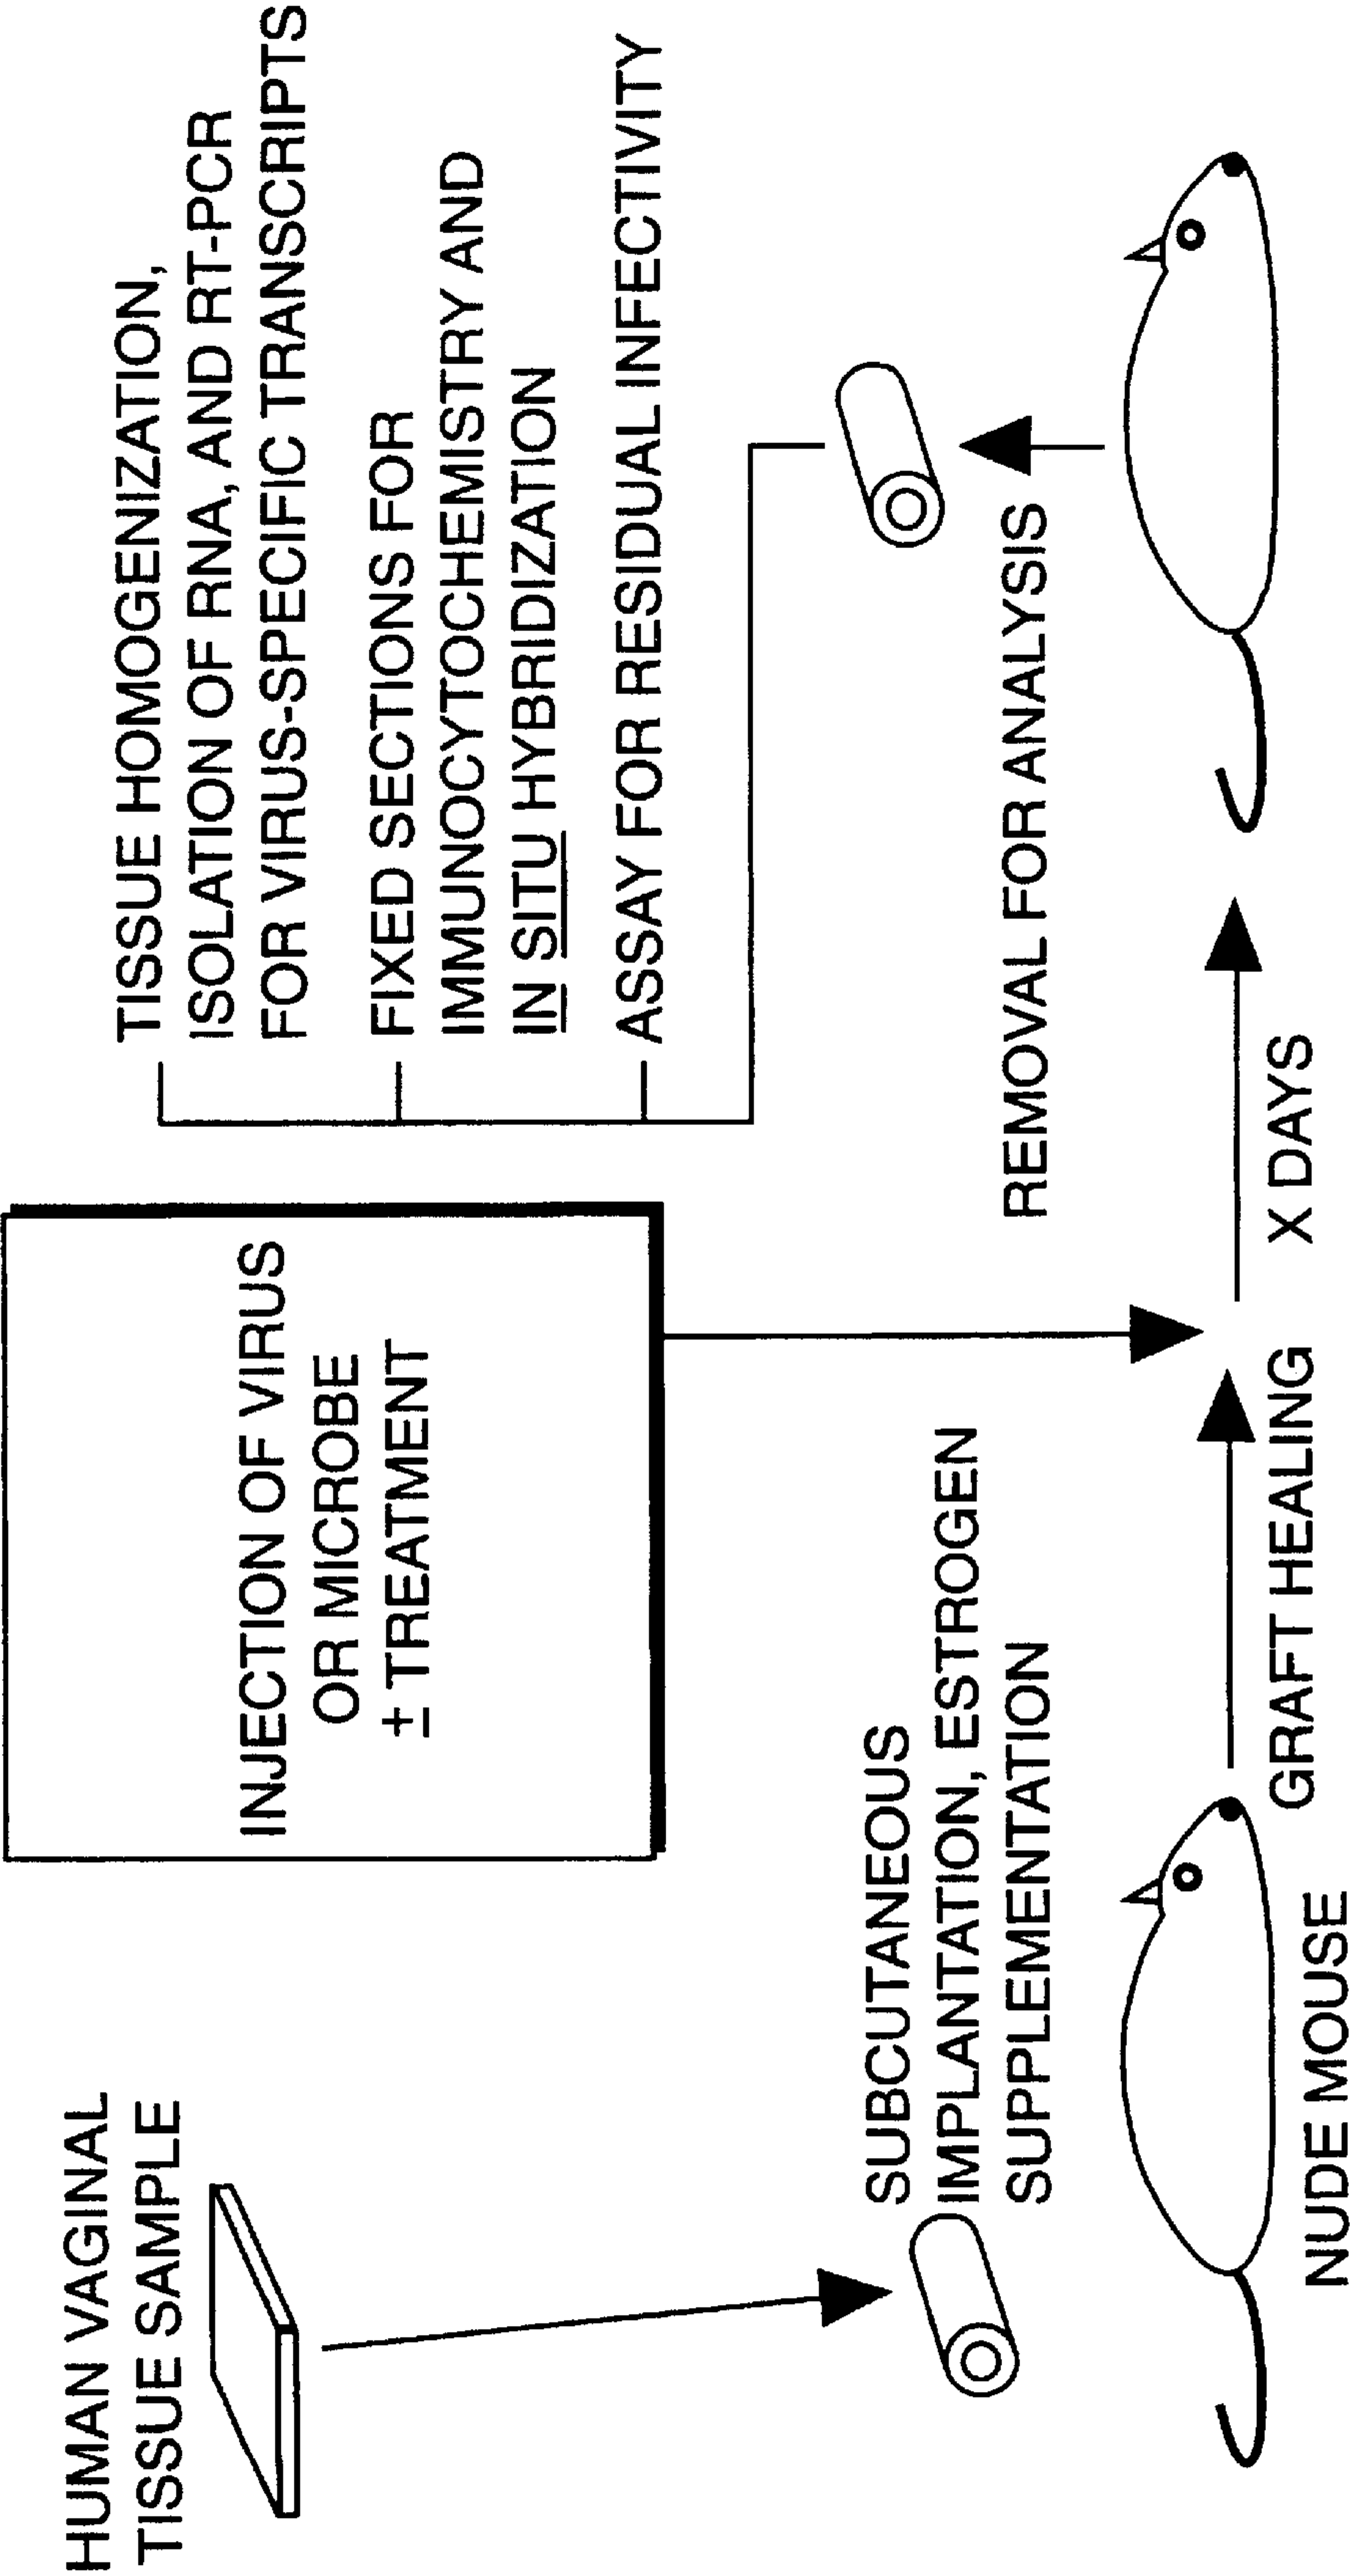 HUMAN VAGINAL
TISSUE SAMPLE
SUBCUTANEOUS
IMPLANTATION, ESTROGEN
SUPPLEMENTATION
NUDE MOUSE
GRAFT HEALING
INJECTION OF VIRUS
OR MICROBE
± TREATMENT
X DAYS
REMOVAL FOR ANALYSIS
TISSUE HOMOGENIZATION,
ISOLATION OF RNA, AND RT-PCR
FOR VIRUS-SPECIFIC TRANSCRIPTS
FIXED SECTIONS FOR
IMMUNOCYTOCHEMISTRY AND
IN SITU HYBRIDIZATION
ASSAY FOR RESIDUAL INFECTIVITY